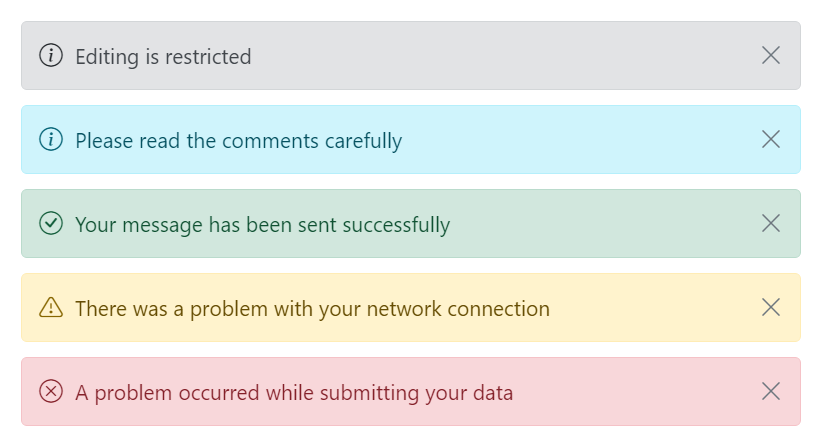 Editing is restricted
Please read the comments carefully
Your message has been sent successfully
There was a problem with your network connection
A problem occurred while submitting your data